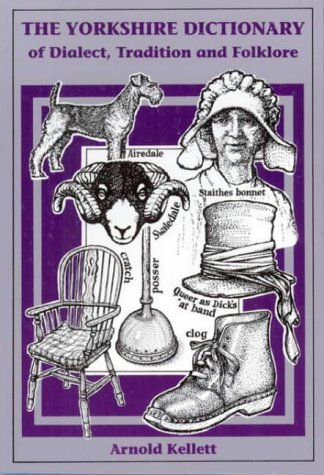 THE YORKSHIRE DICTIONARY
of Dialect, Tradition and Folklore
Airedale
Staithes bonnet
Swaledale
cratch
posser
Queer as Dick's
'at band
clog
Arnold Kellett